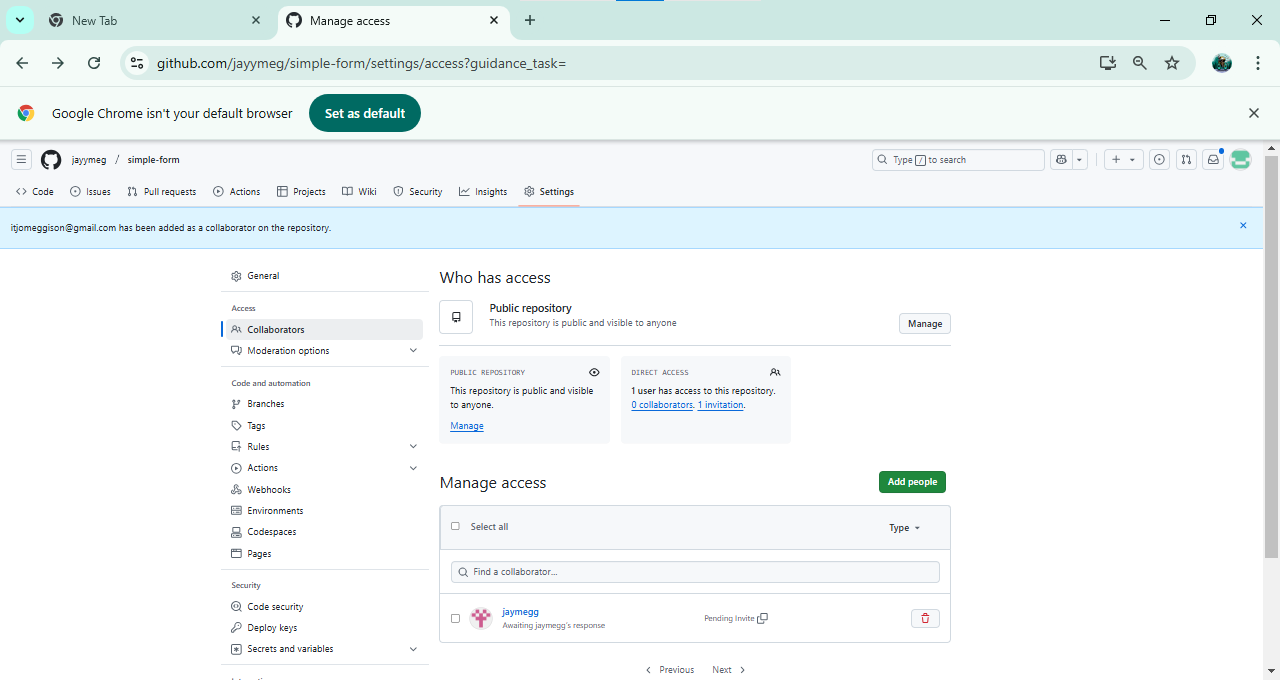 New Tab
Manage access
github.com/jayymeg/simple-form/settings/access?guidance_task=
Google Chrome isn't your default browser
Set as default
jayymeg / simple-form
Type / to search
Code
Issues
Pull requests
Actions
Projects
Wiki
Security
Insights
Settings
itjomeggison@gmail.com has been added as a collaborator on the repository.
General
Access
Collaborators
Moderation options
Code and automation
Branches
Tags
Rules
Actions
Webhooks
Environments
Codespaces
Pages
Security
Code security
Deploy keys
Secrets and variables
Who has access
Public repository
This repository is public and visible to anyone
Manage
PUBLIC REPOSITORY
This repository is public and visible
to anyone.
Manage
DIRECT ACCESS
1 user has access to this repository.
0 collaborators. 1 invitation.
Manage access
Add people
Select all
Type
Find a collaborator...
jaymegg
Awaiting jaymegg's response
Pending Invite
Previous
Next